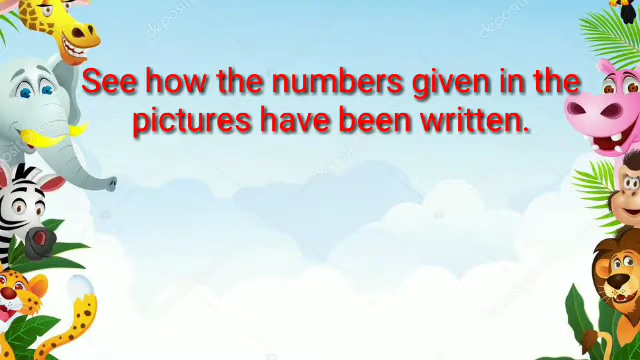 See how the numbers given in the
pictures have been written.